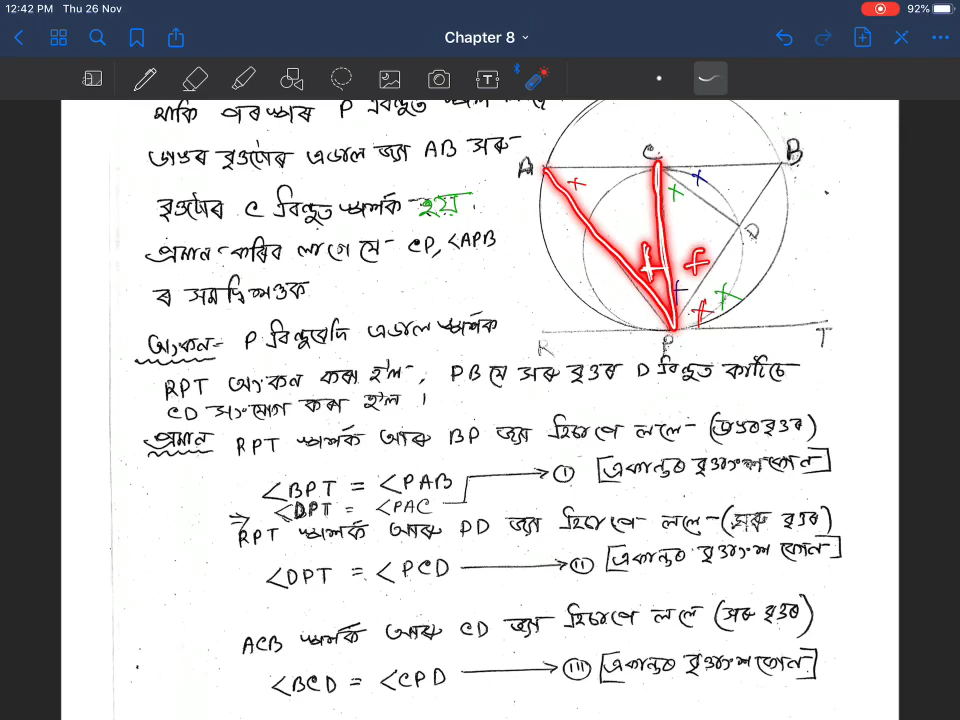 12:42 PM Thu 26 Nov
92%
Chapter 8
থাকি পৰস্পৰ P বিন্দুত স্পৰ্শ
ডাঙৰ বৃত্তটোৰ এডাল জ্যা AB সৰু
বৃত্তটোৰ C বিন্দুত স্পৰ্শক হয় ।
প্ৰমান কৰিব লাগে যে- CP, <APB
ৰ সমদ্বিখণ্ডক
অংকন- P বিন্দুৱেদি এডাল স্পৰ্শক
RPT অংকন কৰা হ'ল, PB যে সৰু বৃত্তৰ D বিন্দুত কাটিছে
CD সংযোগ কৰা হ'ল ।
প্ৰমান RPT স্পৰ্শক আৰু BP জ্যা হিচাপে ললে- (ডাঙৰ বৃত্তৰ)
<BPT = <PAB
⇒ <DPT = <PAC → (i) [একান্তৰ বৃত্তাংশ কোণ]
RPT স্পৰ্শক আৰু PD জ্যা হিচাপে ললে- (সৰু বৃত্তৰ)
<DPT = <PCD → (ii) [একান্তৰ বৃত্তাংশ কোণ]
ACB স্পৰ্শক আৰু CD জ্যা হিচাপে ললে (সৰু বৃত্তৰ)
<BCD = <CPD → (iii) [একান্তৰ বৃত্তাংশ কোণ]
A
C
B
D
R
P
T